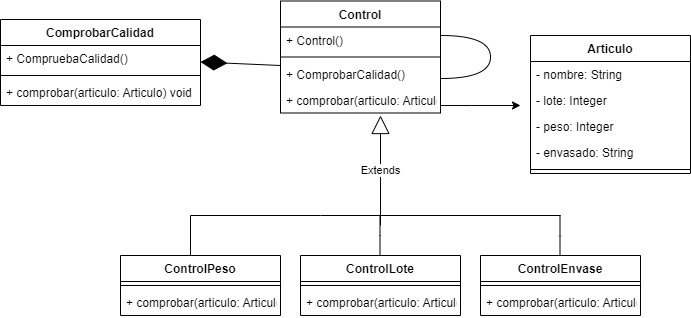 ComprobarCalidad
+ CompruebaCalidad()
+ comprobar(articulo: Articulo) void
Control
+ Control()
+ ComprobarCalidad()
+ comprobar(articulo: Articul
Articulo
- nombre: String
- lote: Integer
- peso: Integer
- envasado: String
Extends
ControlPeso
+ comprobar(articulo: Articul
ControlLote
+ comprobar(articulo: Articul
ControlEnvase
+ comprobar(articulo: Articul